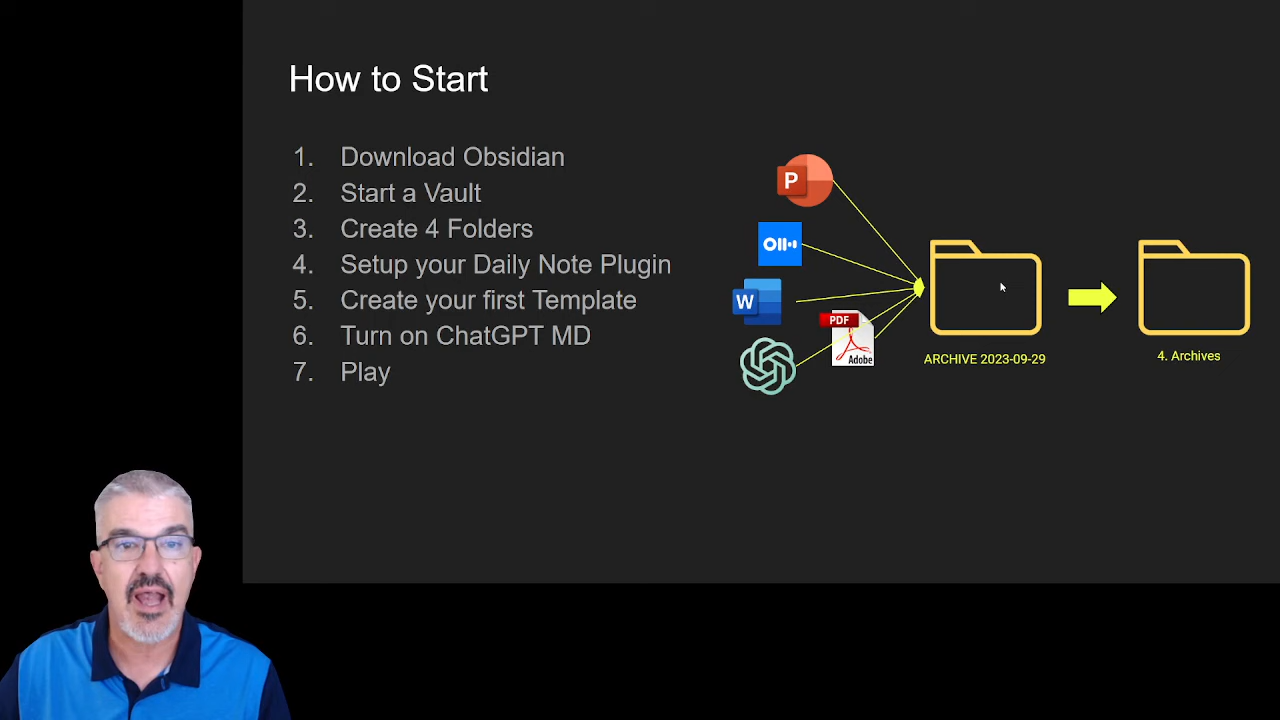 How to Start
1. Download Obsidian
2. Start a Vault
3. Create 4 Folders
4. Setup your Daily Note Plugin
5. Create your first Template
6. Turn on ChatGPT MD
7. Play
P
W
PDF
Adobe
ARCHIVE 2023-09-29
4. Archives